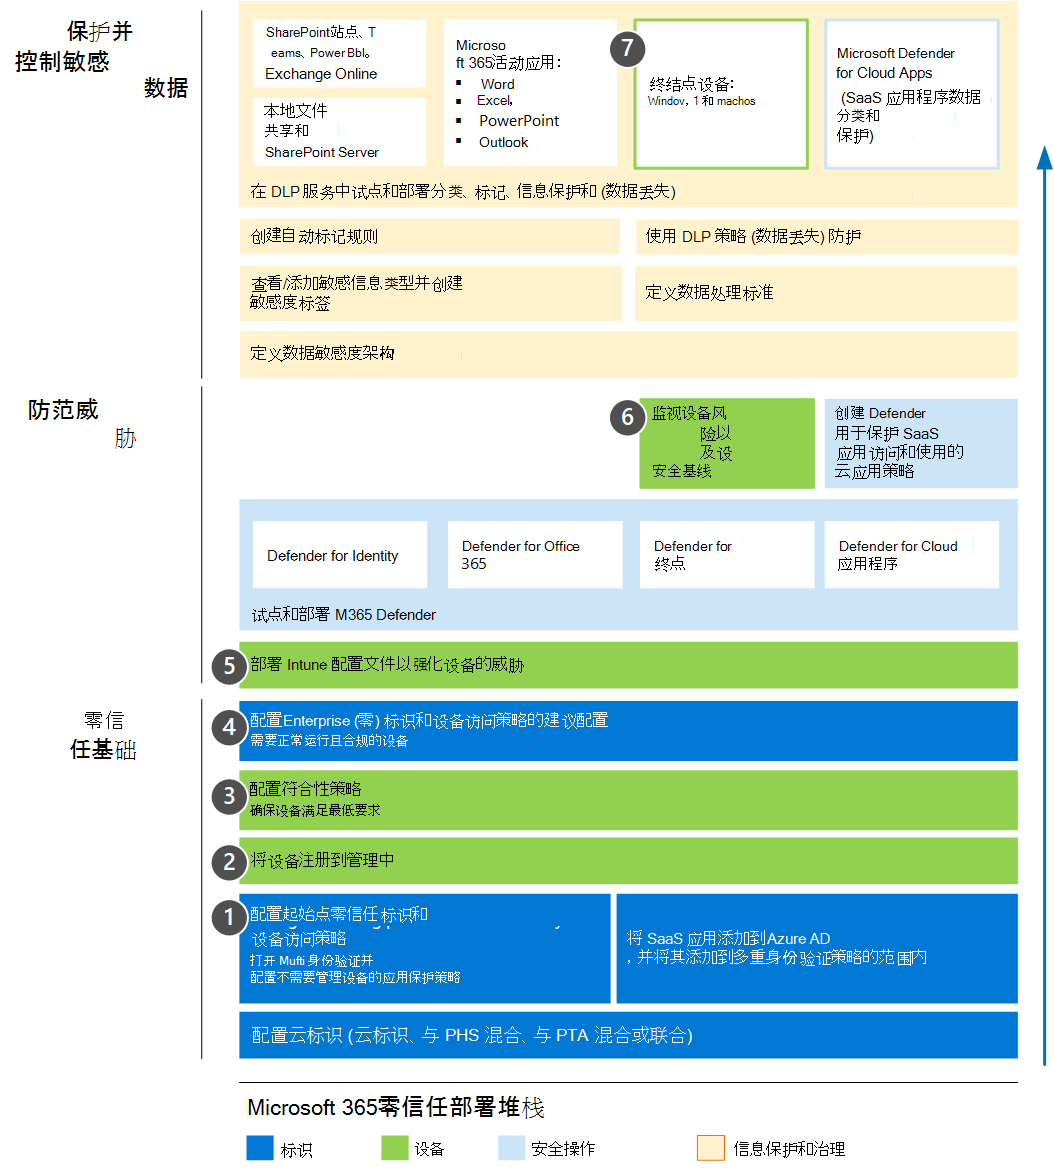 保护并
控制敏感
数据
SharePoint站点、T
eams、Power Bbl。
Exchange Online
本地文件
共享和
SharePoint Server
Microso
ft 365活动应用：
▪ Word
▪ Excel，
▪ PowerPoint
▪ Outlook
7
终结点设备：
Windov，1 和 machos
Microsoft Defender
for Cloud Apps
(SaaS 应用程序数据
分类和
保护)
在 DLP 服务中试点和部署分类、标记、信息保护和 (数据丢失)
创建自动标记规则
使用 DLP 策略 (数据丢失) 防护
查看/添加敏感信息类型并创建
敏感度标签
定义数据处理标准
定义数据敏感度架构
防范威
胁
6
监视设备风
险以
及设
安全基线
创建 Defender
用于保护 SaaS
应用访问和使用的
云应用策略
Defender for Identity
Defender for Office
365
Defender for
终点
Defender for Cloud
应用程序
试点和部署 M365 Defender
5
部署 Intune 配置文件以强化设备的威胁
零信
任基础
4
配置Enterprise (零) 标识和设备访问策略的建议配置
需要正常运行且合规的设备
3
配置符合性策略
确保设备满足最低要求
2
将设备注册到管理中
1
配置起始点零信任标识和
设备访问策略
打开 Mufti 身份验证并
配置不需要管理设备的应用保护策略
将 SaaS 应用添加到Azure AD
，并将其添加到多重身份验证策略的范围内
配置云标识 (云标识、与 PHS 混合、与 PTA 混合或联合)
Microsoft 365零信任部署堆栈
标识
设备
安全操作
信息保护和治理